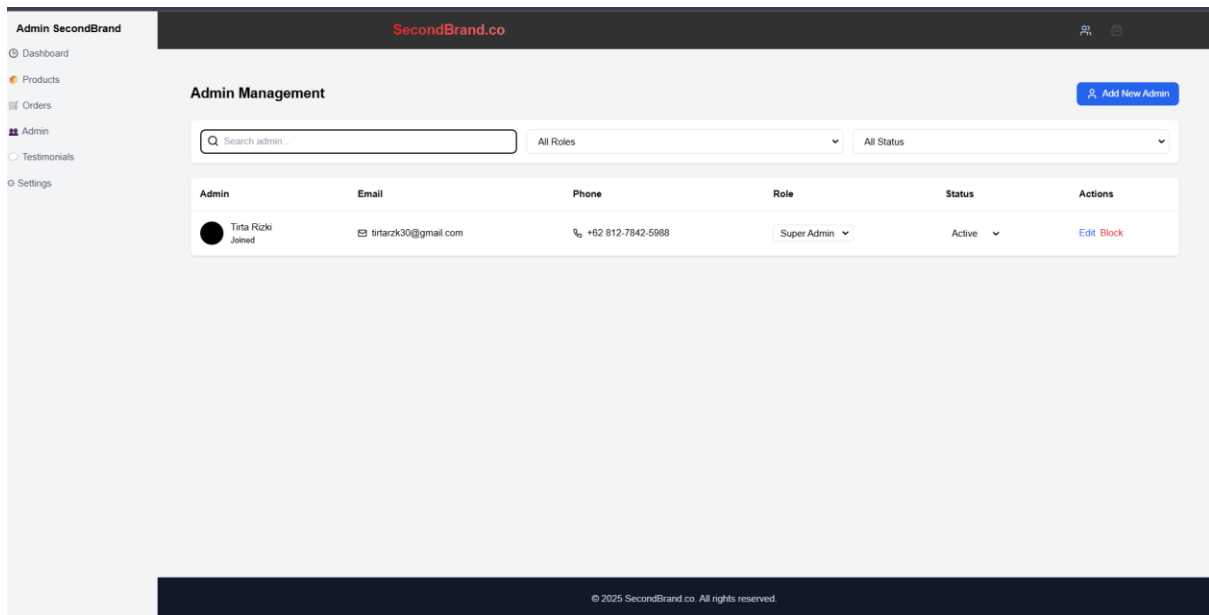 Admin SecondBrand
Dashboard
Products
Orders
Admin
Testimonials
Settings
SecondBrand.co
Admin Management
Add New Admin
Search admin...
All Roles
All Status
Admin Email Phone Role Status Actions
Tirta Rizki
Joined
tirtarzk30@gmail.com
+62 812-7842-5988
Super Admin
Active
Edit Block
© 2025 SecondBrand.co. All rights reserved.